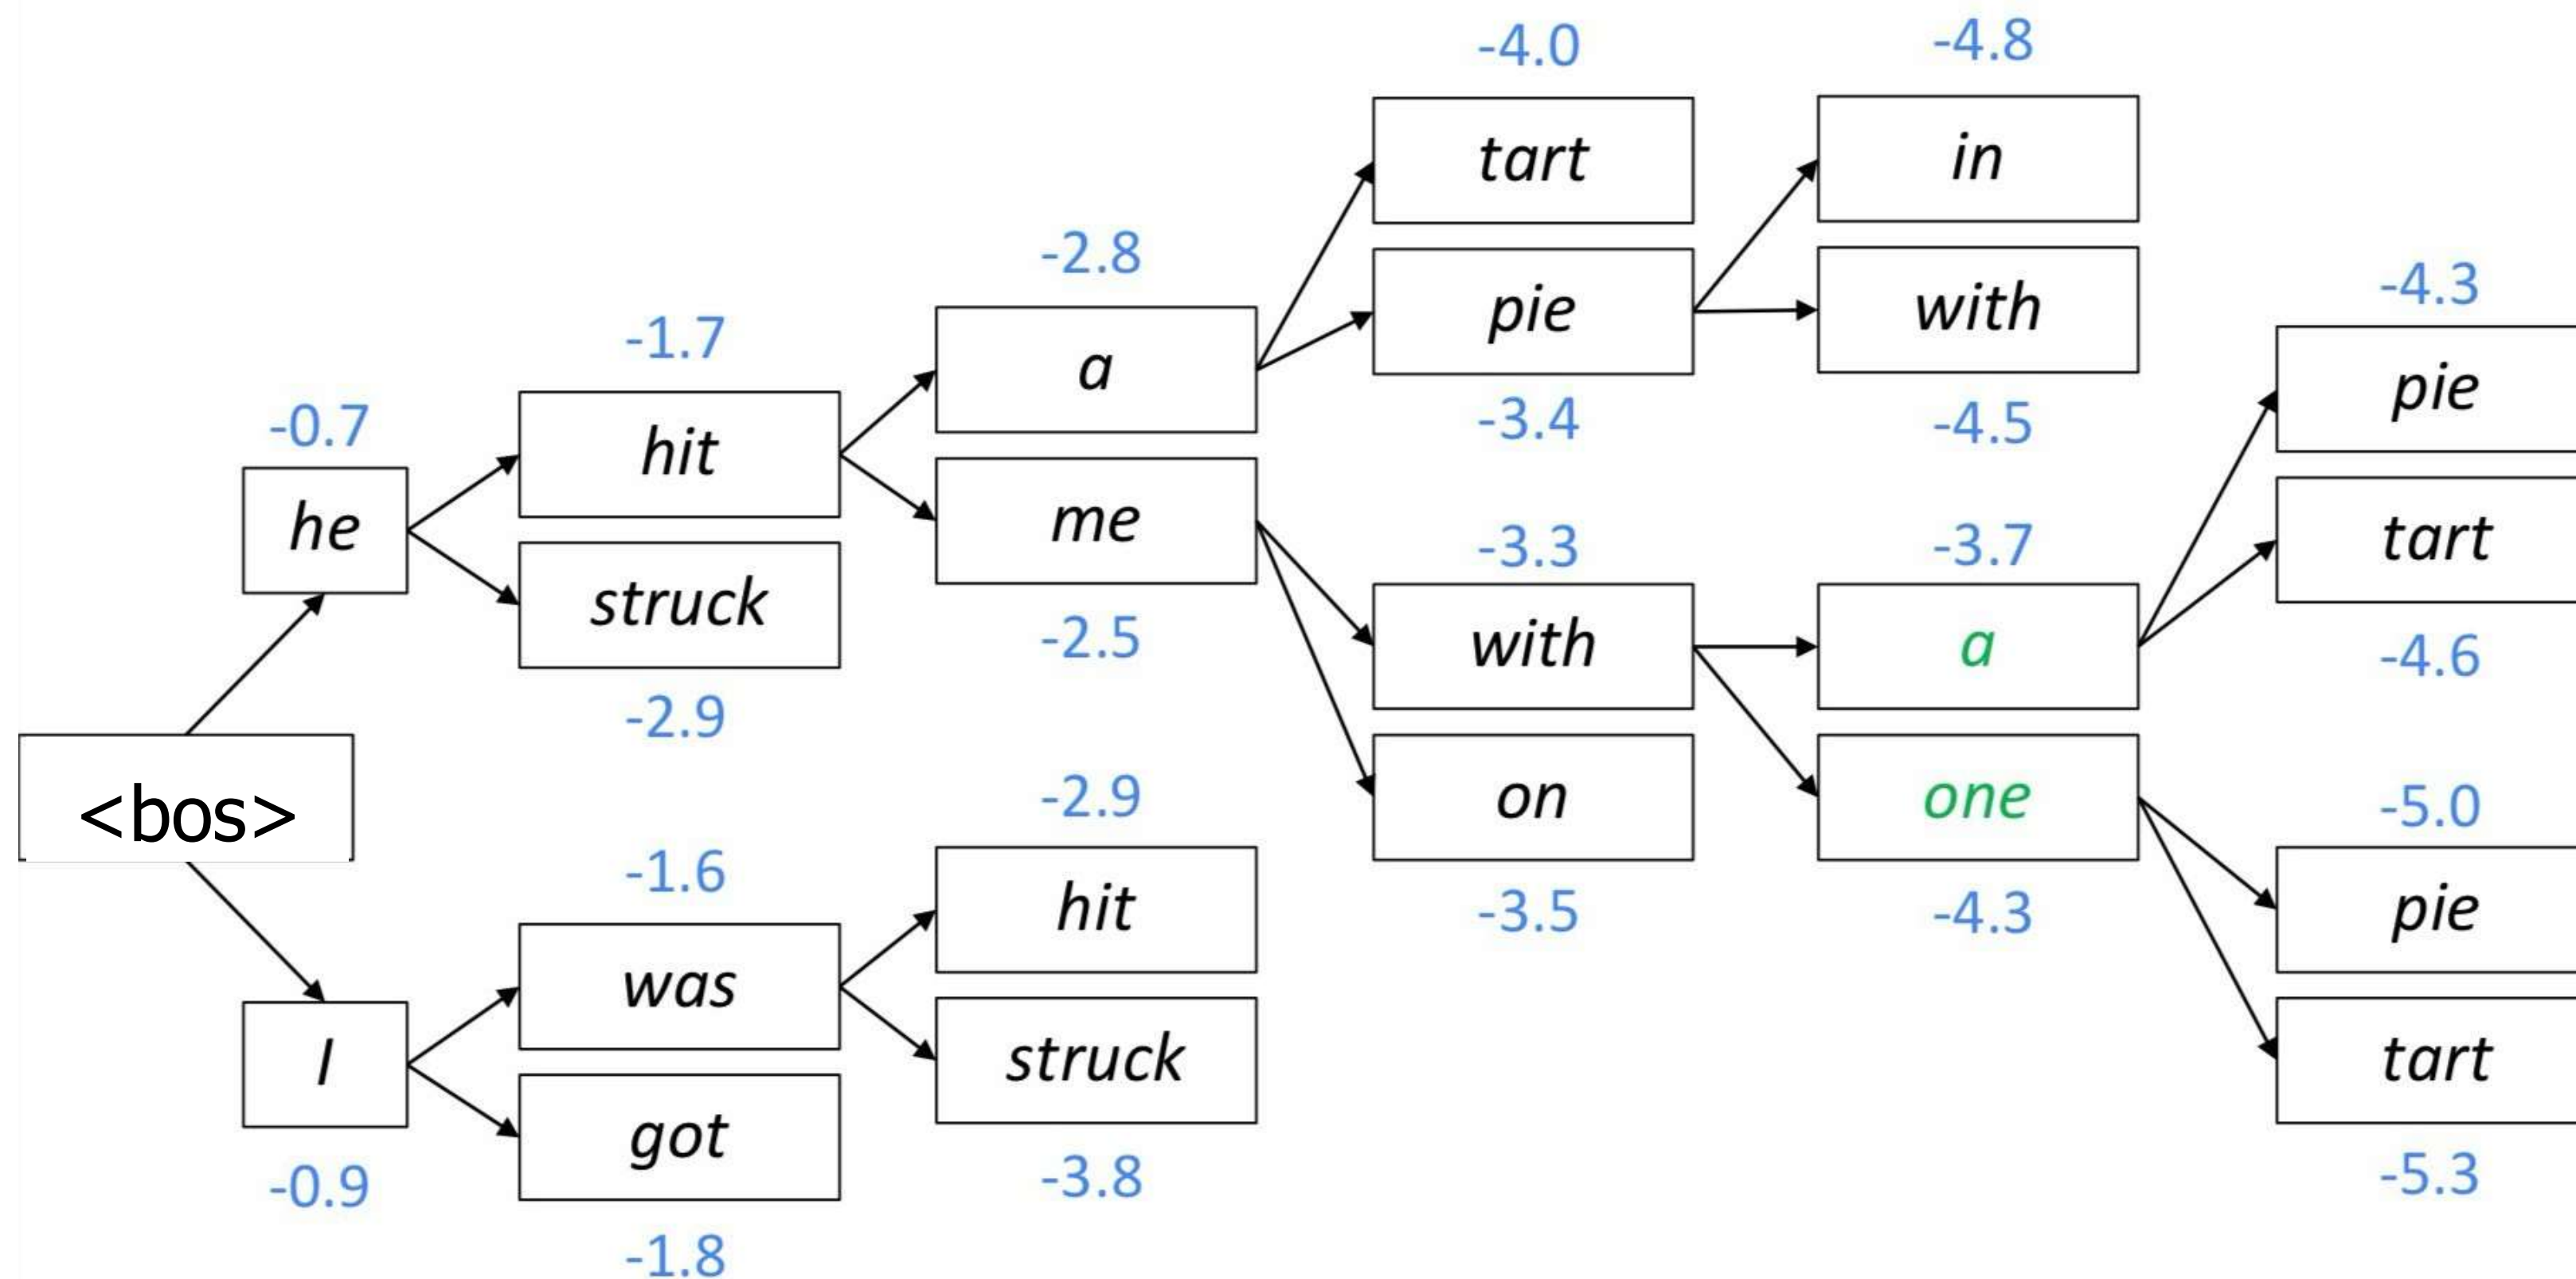 -4.0
-4.8
tart
in
-2.8
pie
with
-4.3
-1.7
a
-3.4
-4.5
pie
-0.7
hit
me
-3.3
-3.7
tart
he
struck
-2.5
with
a
-4.6
-2.9
<bos>
-2.9
on
one
-5.0
-1.6
hit
-3.5
-4.3
pie
was
struck
tart
I
got
-3.8
-5.3
-0.9
-1.8